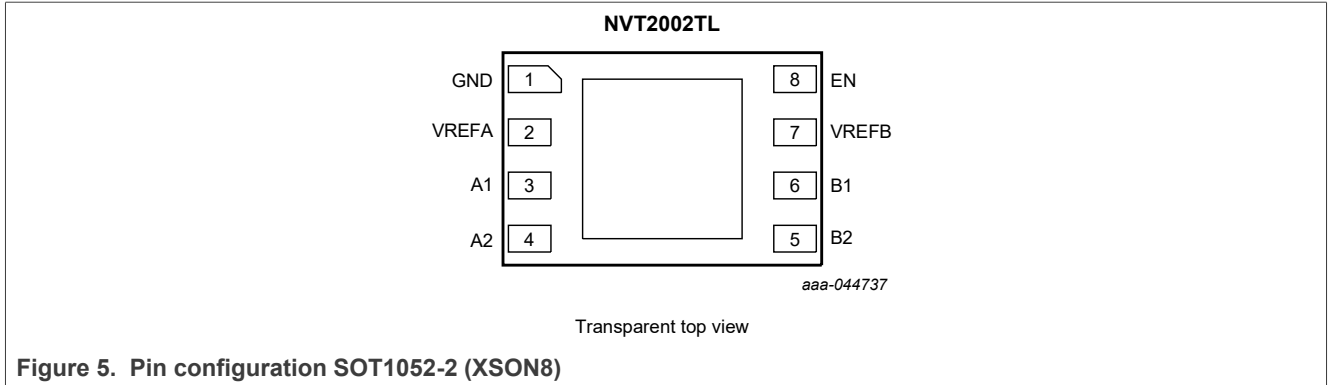 NVT2002TL
GND 1 8 EN
VREFA 2 7 VREFB
A1 3 6 B1
A2 4 5 B2
aaa-044737
Transparent top view
Figure 5. Pin configuration SOT1052-2 (XSON8)